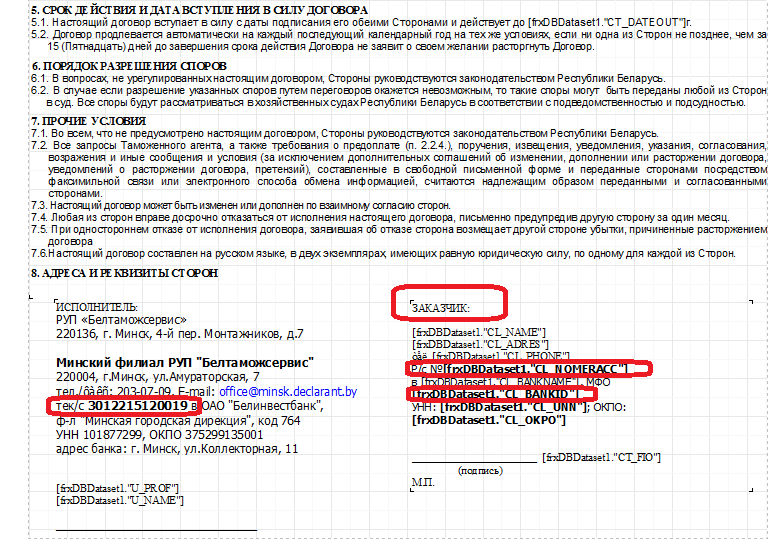 5. СРОК ДЕЙСТВИЯ И ДАТА ВСТУПЛЕНИЯ В СИЛУ ДОГОВОРА
5.1. Настоящий договор вступает в силу с даты подписания его обеими Сторонами и действует до [frxDBDataset1."CT_DATEOUT"]г.
5.2. Договор продлевается автоматически на каждый последующий календарный год на тех же условиях, если ни одна из Сторон не позднее, чем за
15 (Пятнадцать) дней до завершения срока действия Договора не заявит о своем желании расторгнуть Договор.
6. ПОРЯДОК РАЗРЕШЕНИЯ СПОРОВ
6.1. В вопросах, не урегулированных настоящим договором, Стороны руководствуются законодательством Республики Беларусь.
6.2. В случае если разрешение указанных споров путем переговоров окажется невозможным, то такие споры могут быть переданы любой из Сторон
в суд. Все споры будут рассматриваться в хозяйственных судах Республики Беларусь в соответствии с подведомственностью и подсудностью.
7. ПРОЧИЕ УСЛОВИЯ
7.1. Во всем, что не предусмотрено настоящим договором, Стороны руководствуются законодательством Республики Беларусь.
7.2. Все запросы Таможенного агента, а также требования о предоплате (п. 2.2.4.), поручения, извещения, уведомления, указания, согласования,
возражения и иные сообщения и условия (за исключением дополнительных соглашений об изменении, дополнении или расторжении договора,
уведомлений о расторжении договора, претензий), составленные в свободной письменной форме и переданные сторонами посредством
факсимильной связи или электронного способа обмена информацией, считаются надлежащим образом переданными и согласованными
сторонами.
7.3. Настоящий договор может быть изменен или дополнен по взаимному согласию сторон.
7.4. Любая из сторон вправе досрочно отказаться от исполнения настоящего договора, письменно предупредив другую сторону за один месяц.
7.5. При одностороннем отказе от исполнения договора, заявившая об отказе сторона возмещает другой стороне убытки, причиненные расторжением
договора
7.6.Настоящий договор составлен на русском языке, в двух экземплярах, имеющих равную юридическую силу, по одному для каждой из Сторон.
8. АДРЕСА И РЕКВИЗИТЫ СТОРОН
ИСПОЛНИТЕЛЬ:
РУП «Белтаможсервис»
220136, г. Минск, 4-й пер. Монтажников, д.7
Минский филиал РУП "Белтаможсервис"
220004, г.Минск, ул.Амураторская, 7
тел./ôàêñ: 203-07-09. E-mail: office@minsk.declarant.by
тек/с 3012215120019 в ОАО "Белинвестбанк",
ф-л "Минская городская дирекция", код 764
УНН 101877299, ОКПО 375299135001
адрес банка: г. Минск, ул.Коллекторная, 11
[frxDBDataset1."U_PROF"]
[frxDBDataset1."U_NAME"]
ЗАКАЗЧИК:
[frxDBDataset1."CL_NAME"]
[frxDBDataset1."CL_ADRES"]
òåë. [frxDBDataset1."CL_PHONE"]
Р/с №[frxDBDataset1."CL_NOMERACC"]
в [frxDBDataset1."CL_BANKNAME"], МФО
[frxDBDataset1."CL_BANKID"]
УНН: [frxDBDataset1."CL_UNN"]; ОКПО:
[frxDBDataset1."CL_OKPO"]
[frxDBDataset1."CT_FIO"]
(подпись)
М.П.